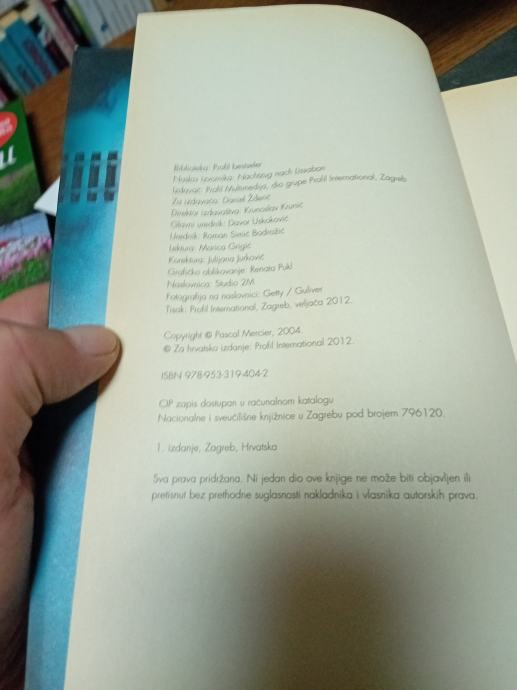 Biblioteka: Profil bestseler
Naslov izvornika: Nachtzug nach Lissabon
Izdavač: Profil Multimedija, dio grupe Profil International, Zagreb
Za izdavača: Daniel Žderić
Direktor izdavaštva: Krunoslav Krunić
Glavni urednik: Davor Uskoković
Urednik: Roman Simić Bodrožić
Lektura: Marica Grigić
Korektura: Julijana Jurković
Grafičko oblikovanje: Renata Pukl
Naslovnica: Studio 2M
Fotografija na naslovnici: Getty / Guliver
Tisak: Profil International, Zagreb, veljača 2012.
Copyright © Pascal Mercier, 2004.
© Za hrvatsko izdanje: Profil International 2012.
ISBN 978-953-319-404-2
CIP zapis dostupan u računalnom katalogu
Nacionalne i sveučilišne knjižnice u Zagrebu pod brojem 796120.
1. izdanje, Zagreb, Hrvatska
Sva prava pridržana. Ni jedan dio ove knjige ne može biti objavljen ili
pretisnut bez prethodne suglasnosti nakladnika i vlasnika autorskih prava.